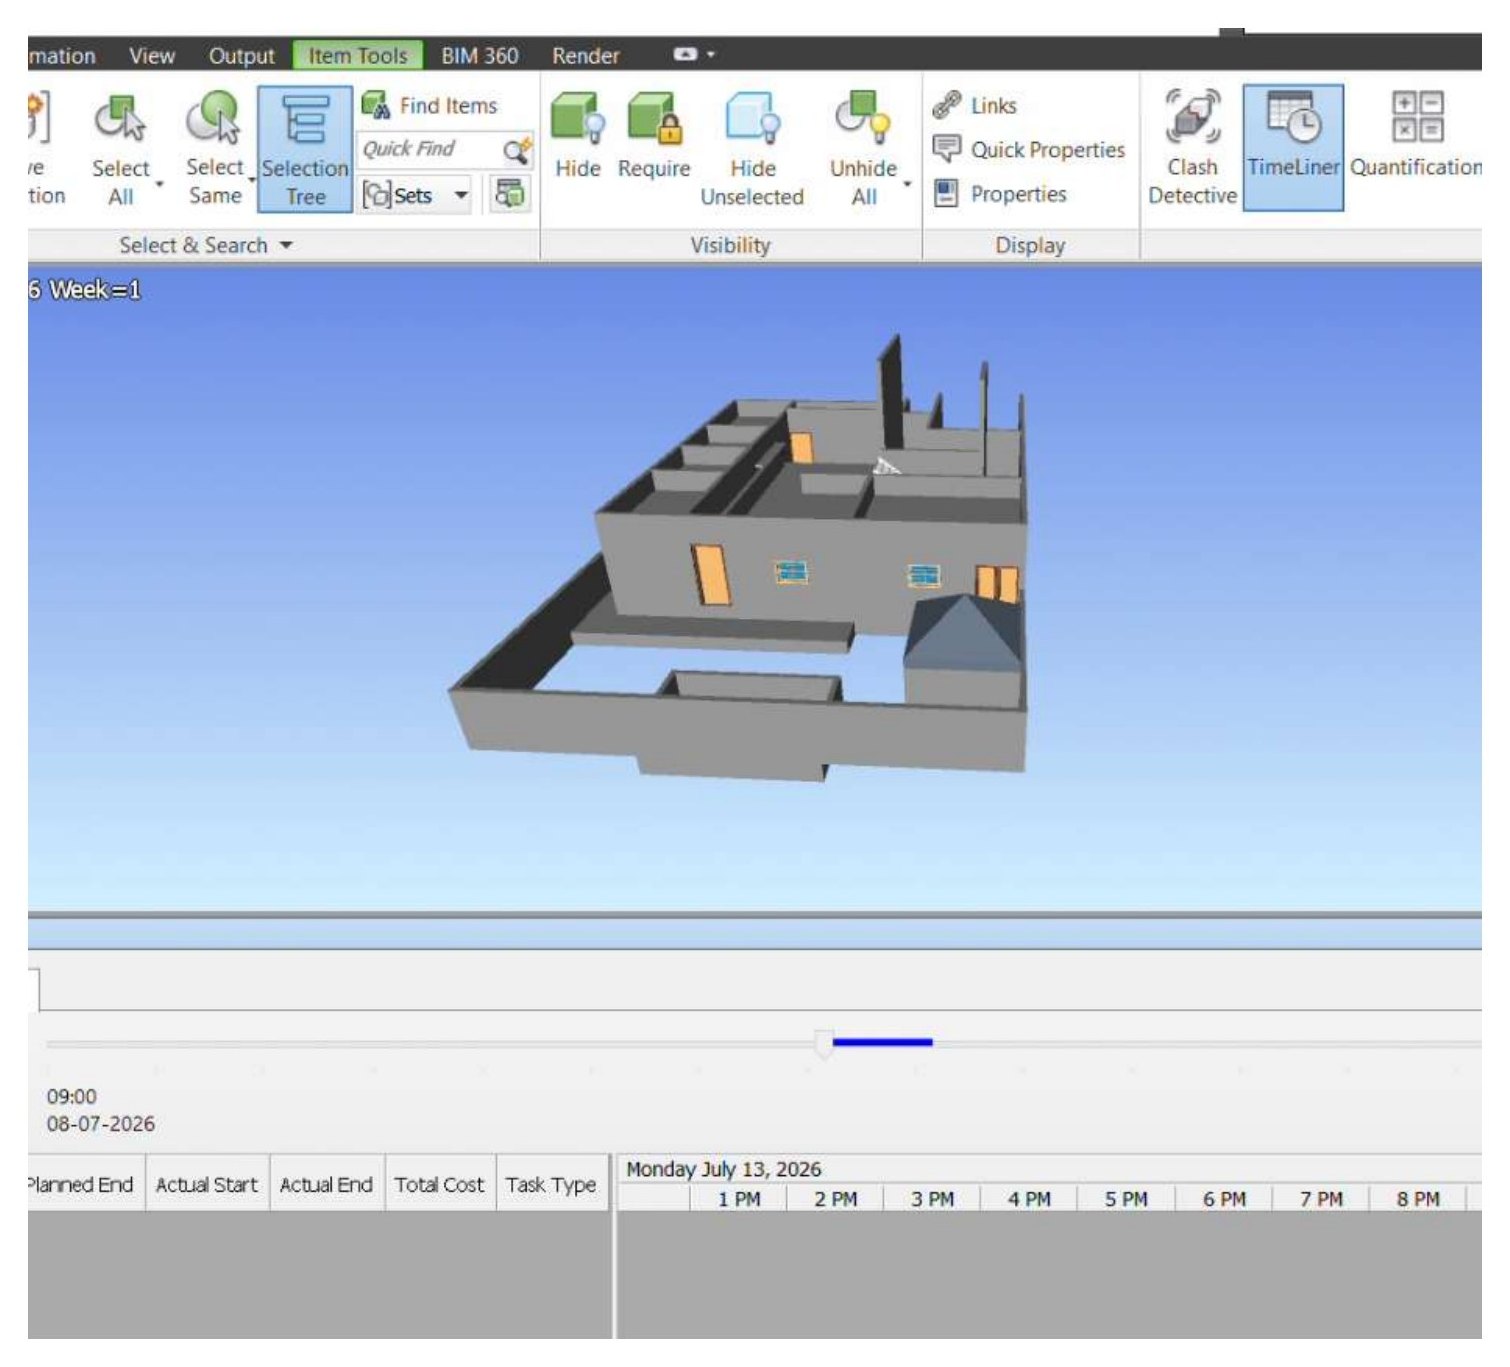 mation View Output Item Tools BIM 360 Render
Find Items
Quick Find
Sets
ve
tion
Select
All
Select
Same
Selection
Tree
Select & Search
Hide
Require
Hide
Unselected
Unhide
All
Visibility
Links
Quick Properties
Properties
Display
Clash
Detective
TimeLiner
Quantification
6 Week=1
09:00
08-07-2026
Planned End Actual Start Actual End Total Cost Task Type
Monday July 13, 2026
1 PM 2 PM 3 PM 4 PM 5 PM 6 PM 7 PM 8 PM